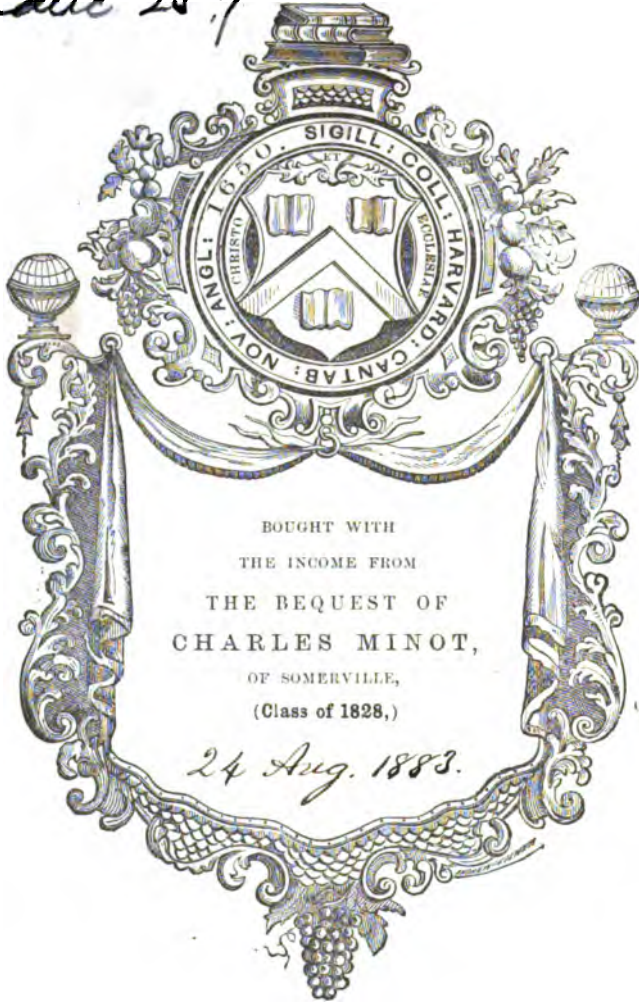 SIGILL: COLL: HARVARD: CANTAB: NOV: ANGL: 1650.
ET
CHRISTO
ECCLESIAE
BOUGHT WITH
THE INCOME FROM
THE BEQUEST OF
CHARLES MINOT,
OF SOMERVILLE,
(Class of 1828,)
24 Aug. 1883.